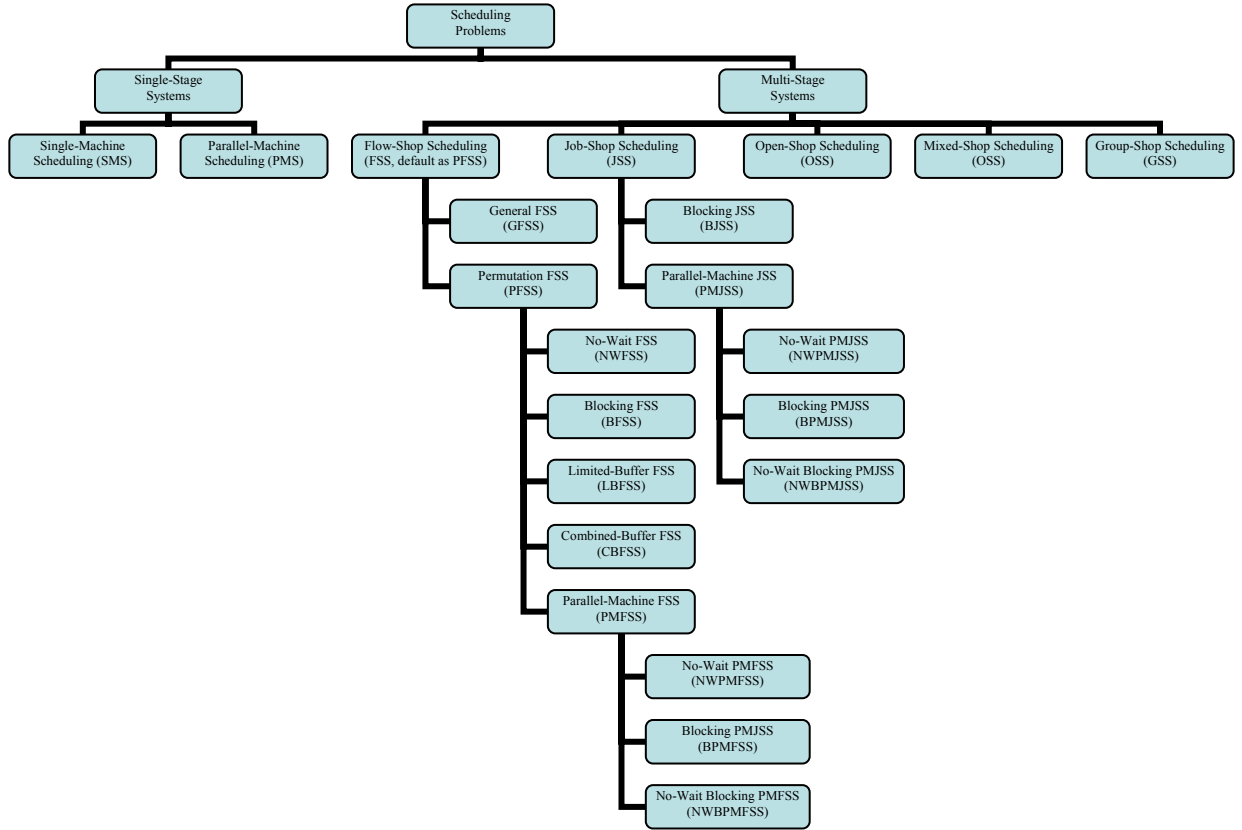 Scheduling
Problems
Single-Stage
Systems
Multi-Stage
Systems
Single-Machine
Scheduling (SMS)
Parallel-Machine
Scheduling (PMS)
Flow-Shop Scheduling
(FSS, default as PFSS)
Job-Shop Scheduling
(JSS)
Open-Shop Scheduling
(OSS)
Mixed-Shop Scheduling
(OSS)
Group-Shop Scheduling
(GSS)
General FSS
(GFSS)
Blocking JSS
(BJSS)
Permutation FSS
(PFSS)
Parallel-Machine JSS
(PMJSS)
No-Wait FSS
(NWFSS)
No-Wait PMJSS
(NWPMJSS)
Blocking FSS
(BFSS)
Blocking PMJSS
(BPMJSS)
Limited-Buffer FSS
(LBFSS)
No-Wait Blocking PMJSS
(NWBPMJSS)
Combined-Buffer FSS
(CBFSS)
Parallel-Machine FSS
(PMFSS)
No-Wait PMFSS
(NWPMFSS)
Blocking PMJSS
(BPMFSS)
No-Wait Blocking PMFSS
(NWBPMFSS)